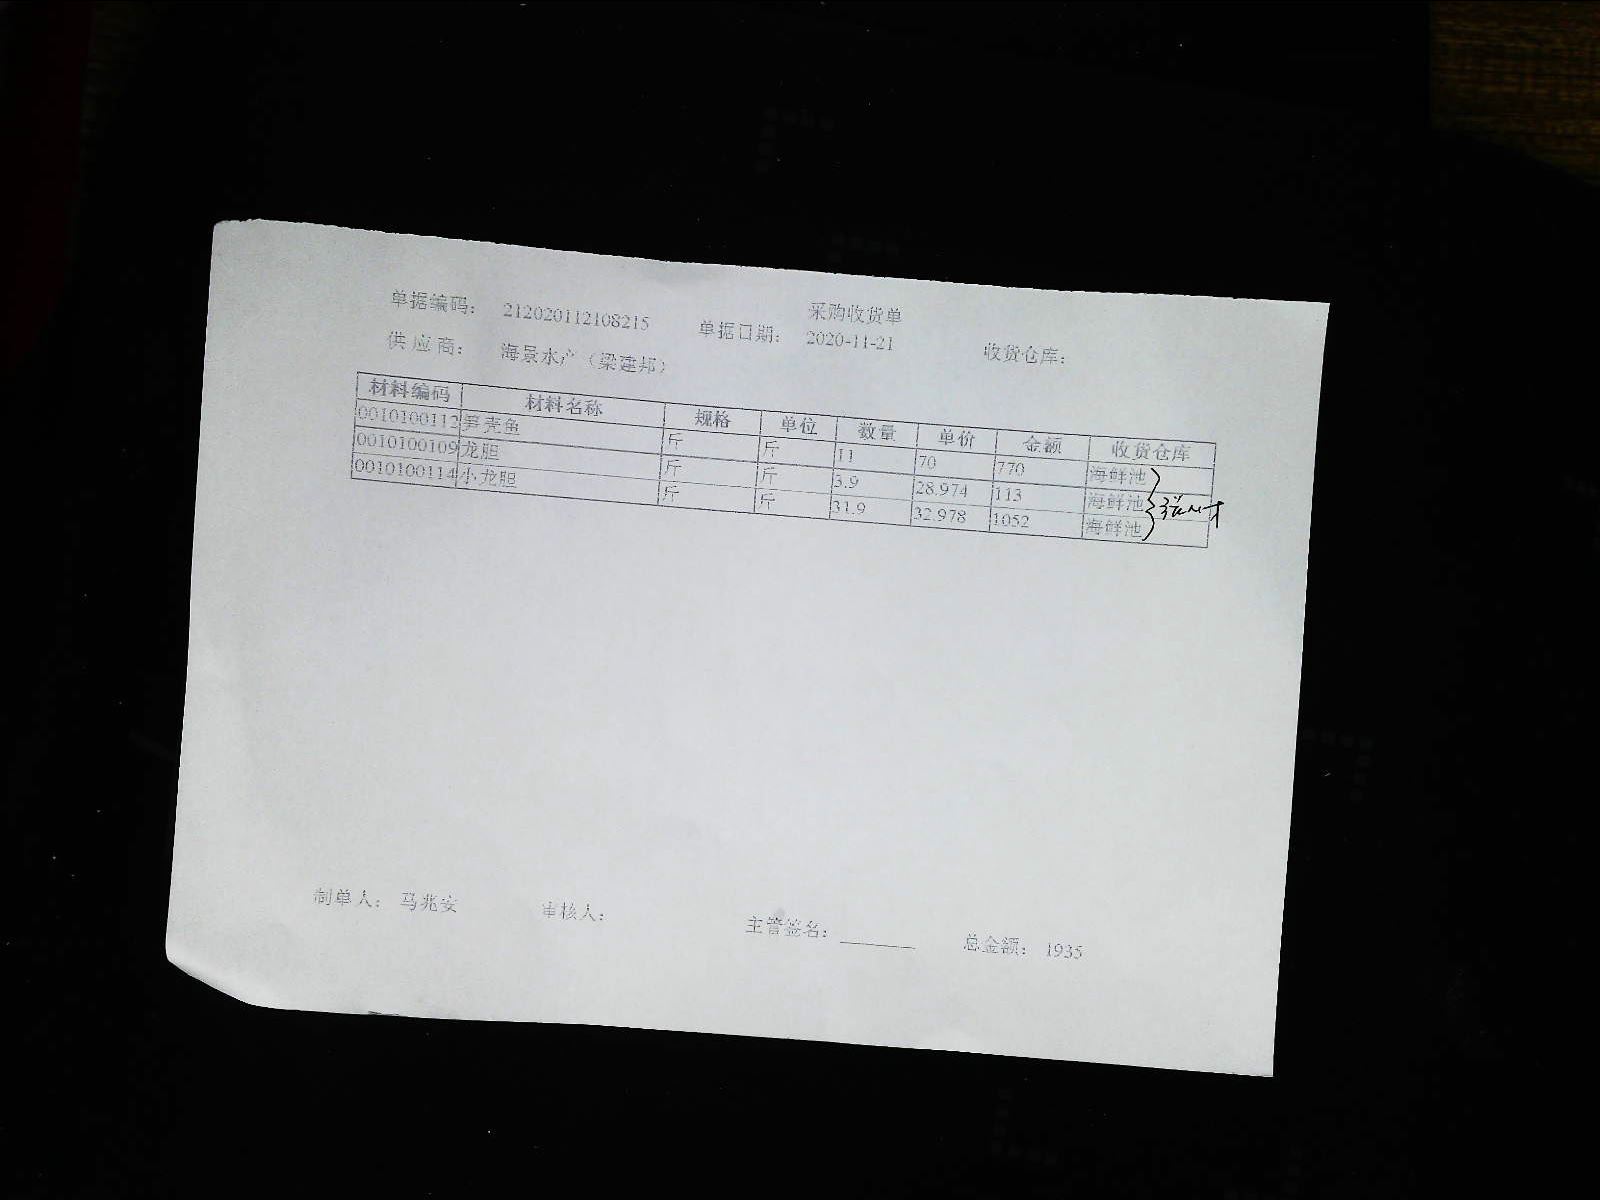 采购收货单
单据编码： 212020112108215 单据日期： 2020-11-21 收货仓库：
供应商： 海景水产（梁建邦）
材料编码 材料名称 规格 单位 数量 单价 金额 收货仓库
0010100112 笋壳鱼 斤 斤 11 70 770 海鲜池
0010100109 龙胆 斤 斤 3.9 28.974 113 海鲜池
0010100114 小龙胆 斤 斤 31.9 32.978 1052 海鲜池
制单人： 马兆安 审核人： 主管签名： 总金额： 1935